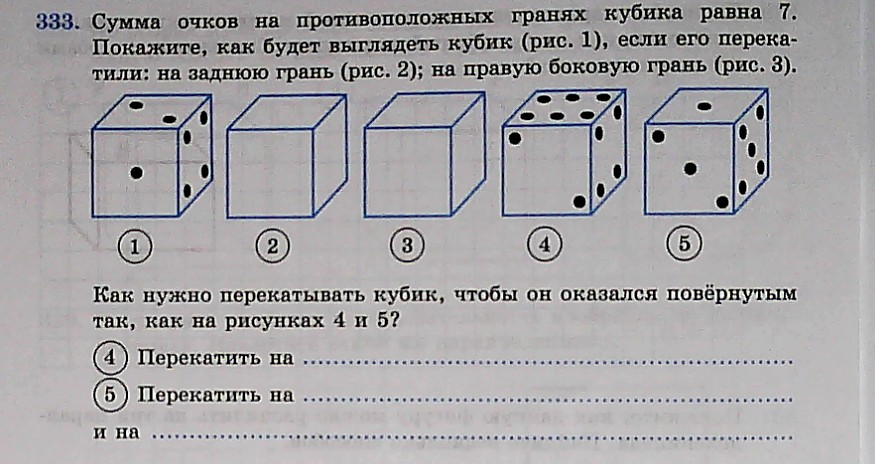 333. Сумма очков на противоположных гранях кубика равна 7.
Покажите, как будет выглядеть кубик (рис. 1), если его перека-
тили: на заднюю грань (рис. 2); на правую боковую грань (рис. 3).
1 2 3 4 5
Как нужно перекатывать кубик, чтобы он оказался повёрнутым
так, как на рисунках 4 и 5?
4 Перекатить на
5 Перекатить на
и на